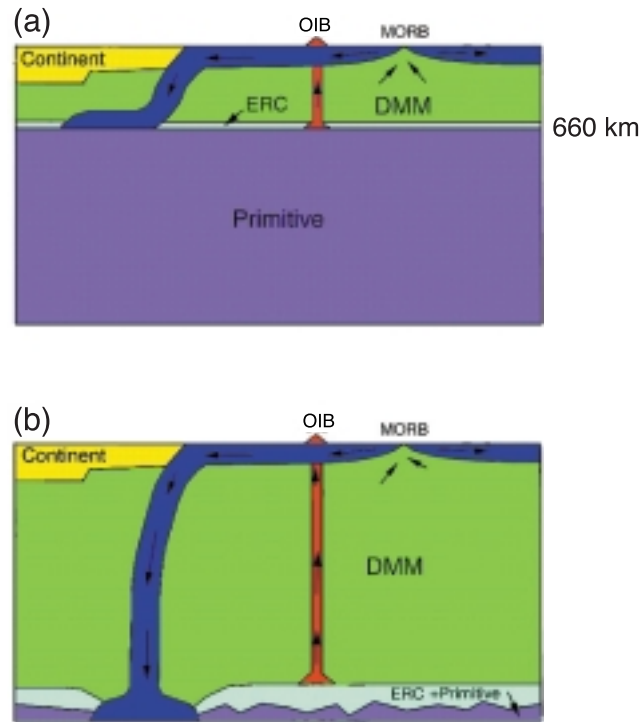 (a)
OIB
MORB
Continent
ERC
DMM
660 km
Primitive
(b)
OIB
MORB
Continent
DMM
ERC +Primitive